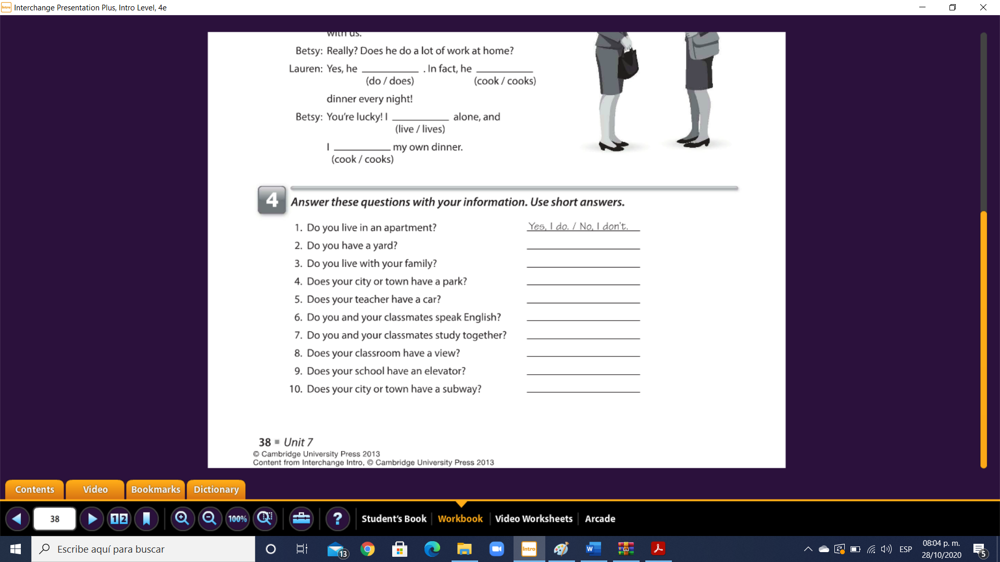 Interchange Presentation Plus, Intro Level, 4e
with us.
Betsy: Really? Does he do a lot of work at home?
Lauren: Yes, he __________ . In fact, he __________
(do / does) (cook / cooks)
dinner every night!
Betsy: You're lucky! I __________ alone, and
(live / lives)
I __________ my own dinner.
(cook / cooks)
4 Answer these questions with your information. Use short answers.
1. Do you live in an apartment? Yes, I do. / No, I don't.
2. Do you have a yard?
3. Do you live with your family?
4. Does your city or town have a park?
5. Does your teacher have a car?
6. Do you and your classmates speak English?
7. Do you and your classmates study together?
8. Does your classroom have a view?
9. Does your school have an elevator?
10. Does your city or town have a subway?
38 ■ Unit 7
© Cambridge University Press 2013
Content from Interchange Intro, © Cambridge University Press 2013
Contents Video Bookmarks Dictionary
38 1 2 100% ? Student's Book Workbook Video Worksheets Arcade
Escribe aquí para buscar 13 Intro W ESP 08:04 p. m.
28/10/2020 5